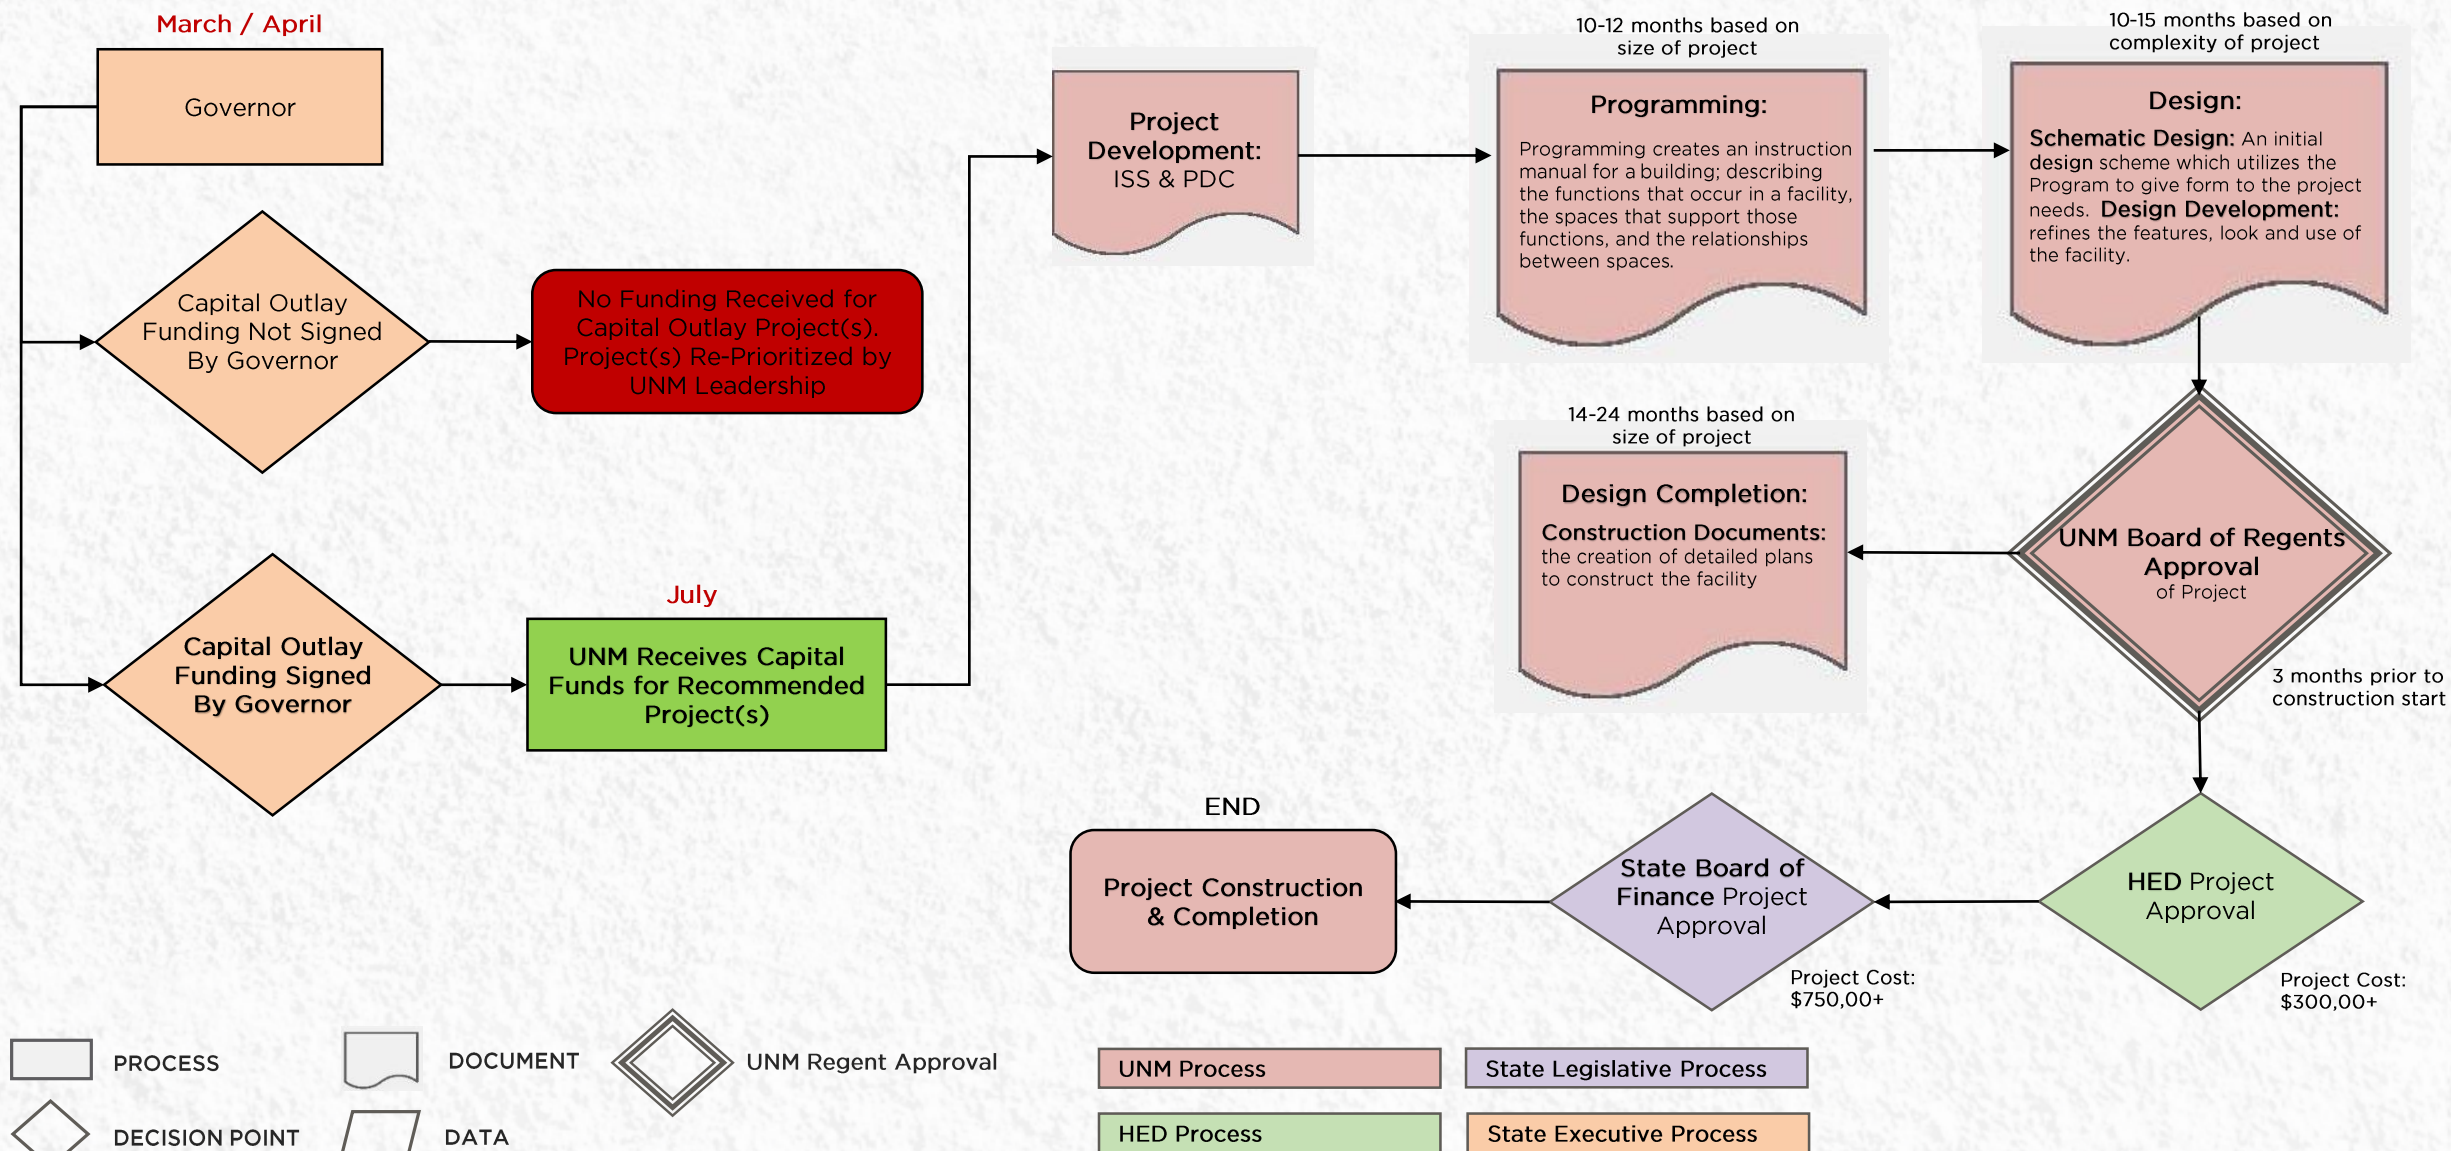 March / April
Governor
Capital Outlay
Funding Not Signed
By Governor
No Funding Received for
Capital Outlay Project(s).
Project(s) Re-Prioritized by
UNM Leadership
Capital Outlay
Funding Signed
By Governor
July
UNM Receives Capital
Funds for Recommended
Project(s)
Project
Development:
ISS & PDC
10-12 months based on
size of project
Programming:
Programming creates an instruction
manual for a building; describing
the functions that occur in a facility,
the spaces that support those
functions, and the relationships
between spaces.
10-15 months based on
complexity of project
Design:
Schematic Design: An initial
design scheme which utilizes the
Program to give form to the project
needs. Design Development:
refines the features, look and use of
the facility.
14-24 months based on
size of project
Design Completion:
Construction Documents:
the creation of detailed plans
to construct the facility
UNM Board of Regents
Approval
of Project
3 months prior to
construction start
END
Project Construction
& Completion
State Board of
Finance Project
Approval
Project Cost:
$750,00+
HED Project
Approval
Project Cost:
$300,00+
PROCESS
DOCUMENT
UNM Regent Approval
DECISION POINT
DATA
UNM Process
State Legislative Process
HED Process
State Executive Process